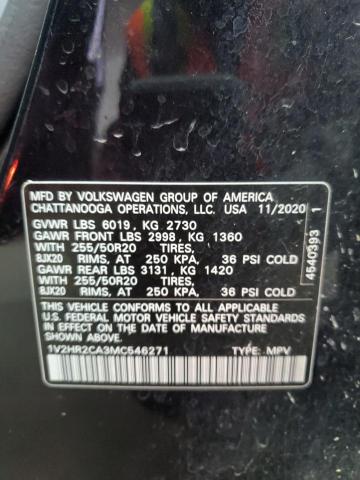 MFD BY VOLKSWAGEN GROUP OF AMERICA
CHATTANOOGA OPERATIONS, LLC. USA 11/2020
GVWR LBS 6019, KG 2730
GAWR FRONT LBS 2998, KG 1360
WITH 255/50R20 TIRES,
8JX20 RIMS, AT 250 KPA, 36 PSI COLD
GAWR REAR LBS 3131, KG 1420
WITH 255/50R20 TIRES,
8JX20 RIMS, AT 250 KPA, 36 PSI COLD
THIS VEHICLE CONFORMS TO ALL APPLICABLE
U.S. FEDERAL MOTOR VEHICLE SAFETY STANDARDS
IN EFFECT ON THE DATE OF MANUFACTURE
SHOWN ABOVE.
1V2HR2CA3MC546271 TYPE: MPV
4540393 1